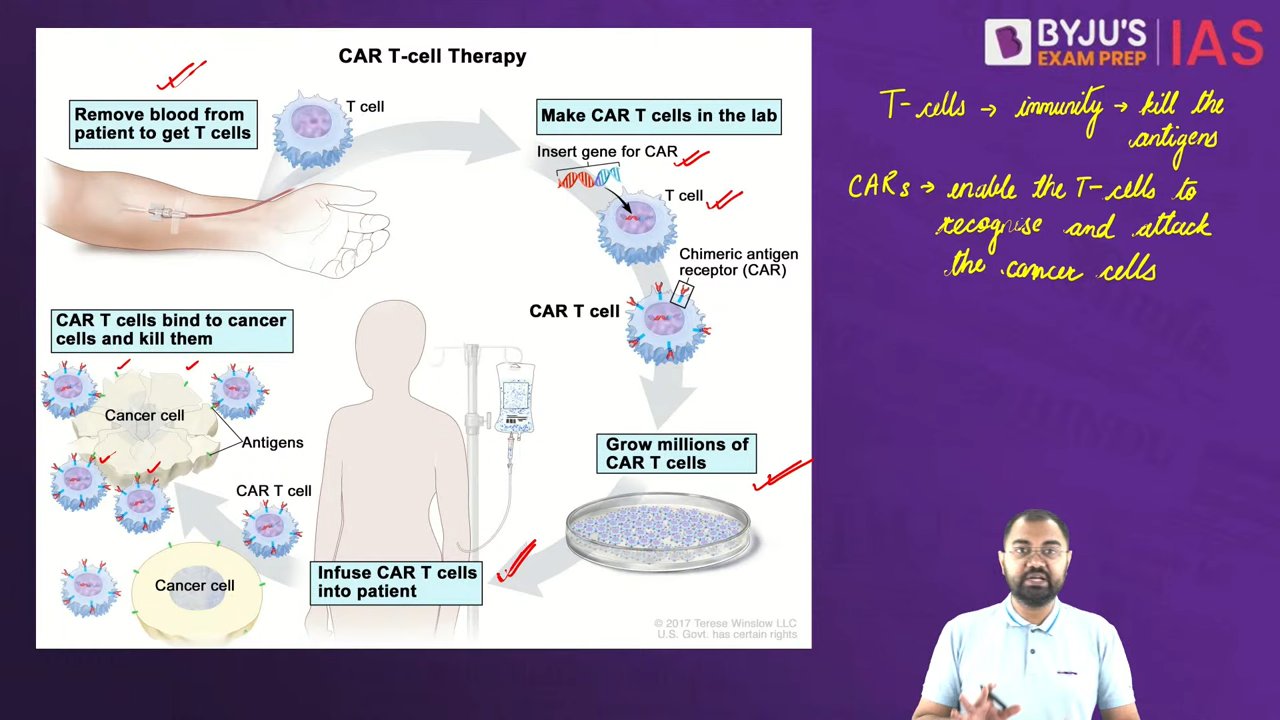 CAR T-cell Therapy
Remove blood from
patient to get T cells
T cell
Make CAR T cells in the lab
Insert gene for CAR
T cell
Chimeric antigen
receptor (CAR)
CAR T cell
Grow millions of
CAR T cells
Infuse CAR T cells
into patient
CAR T cells bind to cancer
cells and kill them
Cancer cell
Antigens
CAR T cell
Cancer cell
© 2017 Terese Winslow LLC
U.S. Govt. has certain rights
BYJU'S
EXAM PREP
IAS
T-cells → immunity → kill the
antigens
CARs → enable the T-cells to
recognise and attack
the cancer cells